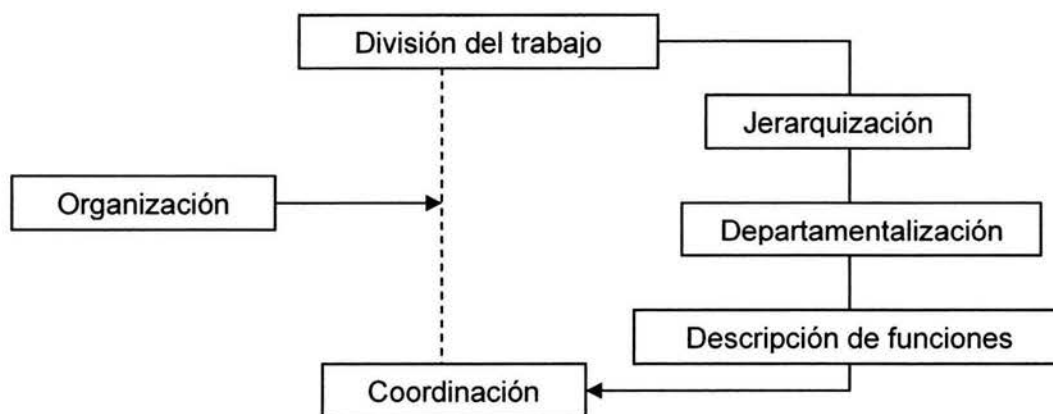 División del trabajo
Jerarquización
Organización
Departamentalización
Descripción de funciones
Coordinación